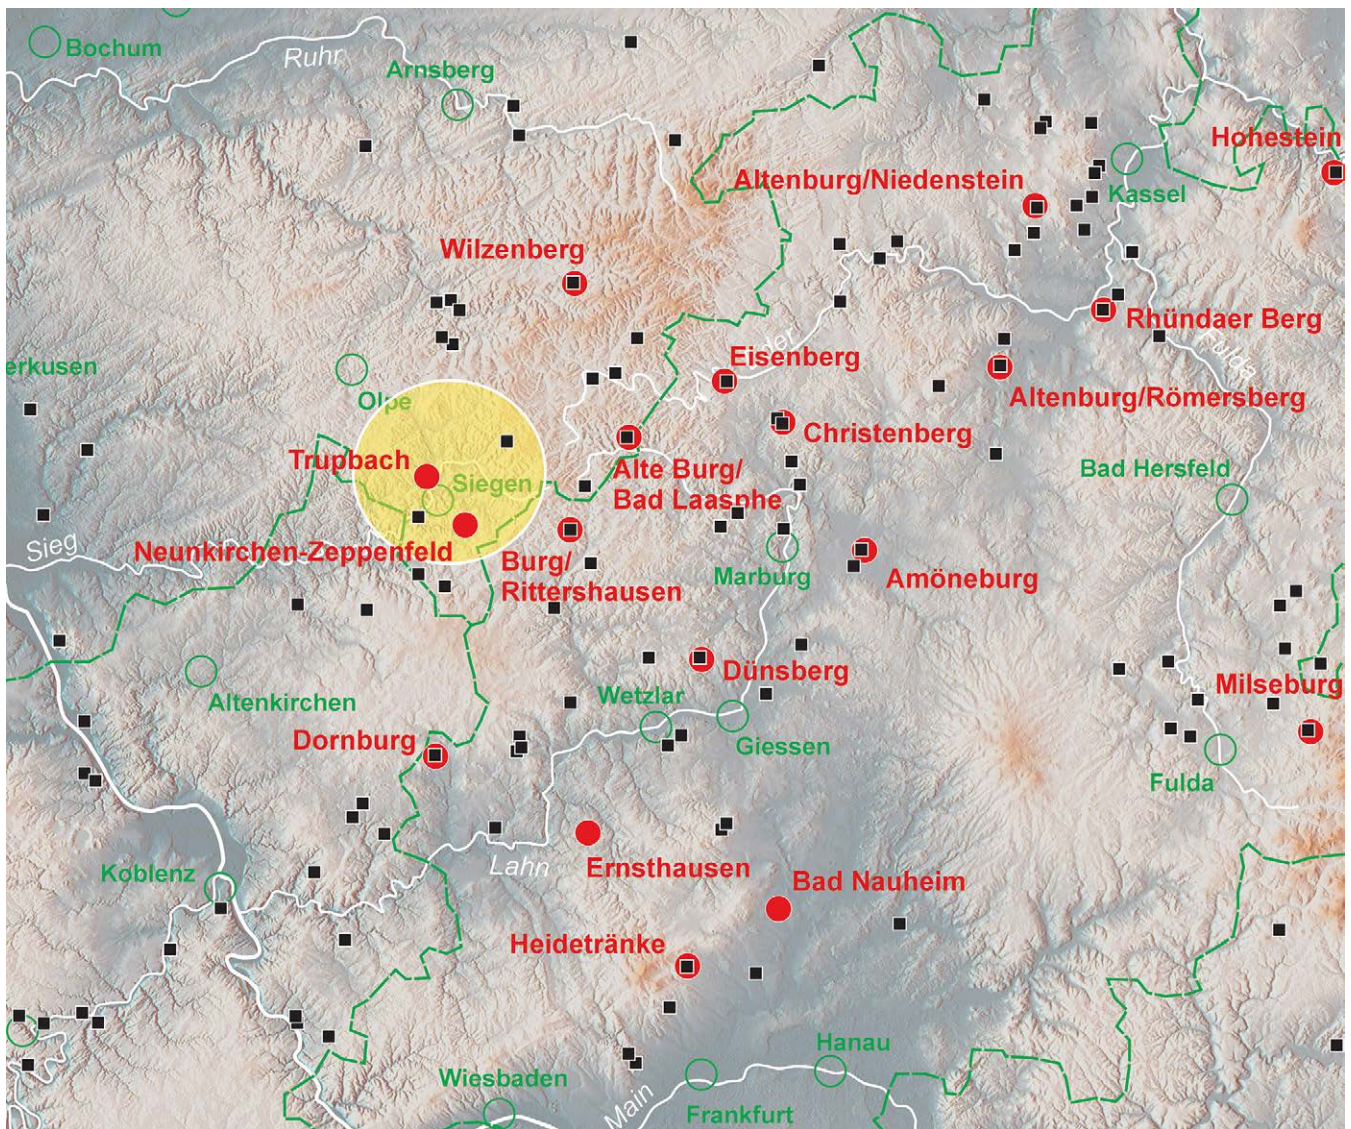 Bochum
Ruhr
Arnsberg
Hohestein
Altenburg/Niedenstein
Kassel
Wilzenberg
Rhündaer Berg
Eisenberg
der
Fulda
erkusen
Olpe
Altenburg/Römersberg
Christenberg
Trupbach
Siegen
Alte Burg/
Bad Laasphe
Bad Hersfeld
Sieg
Neunkirchen-Zeppenfeld
Burg/
Rittershausen
Marburg
Amöneburg
Altenkirchen
Dünsberg
Wetzlar
Milseburg
Dornburg
Giessen
Fulda
Lahn
Koblenz
Ernsthausen
Bad Nauheim
Heidetränke
Hanau
Wiesbaden
Main
Frankfurt